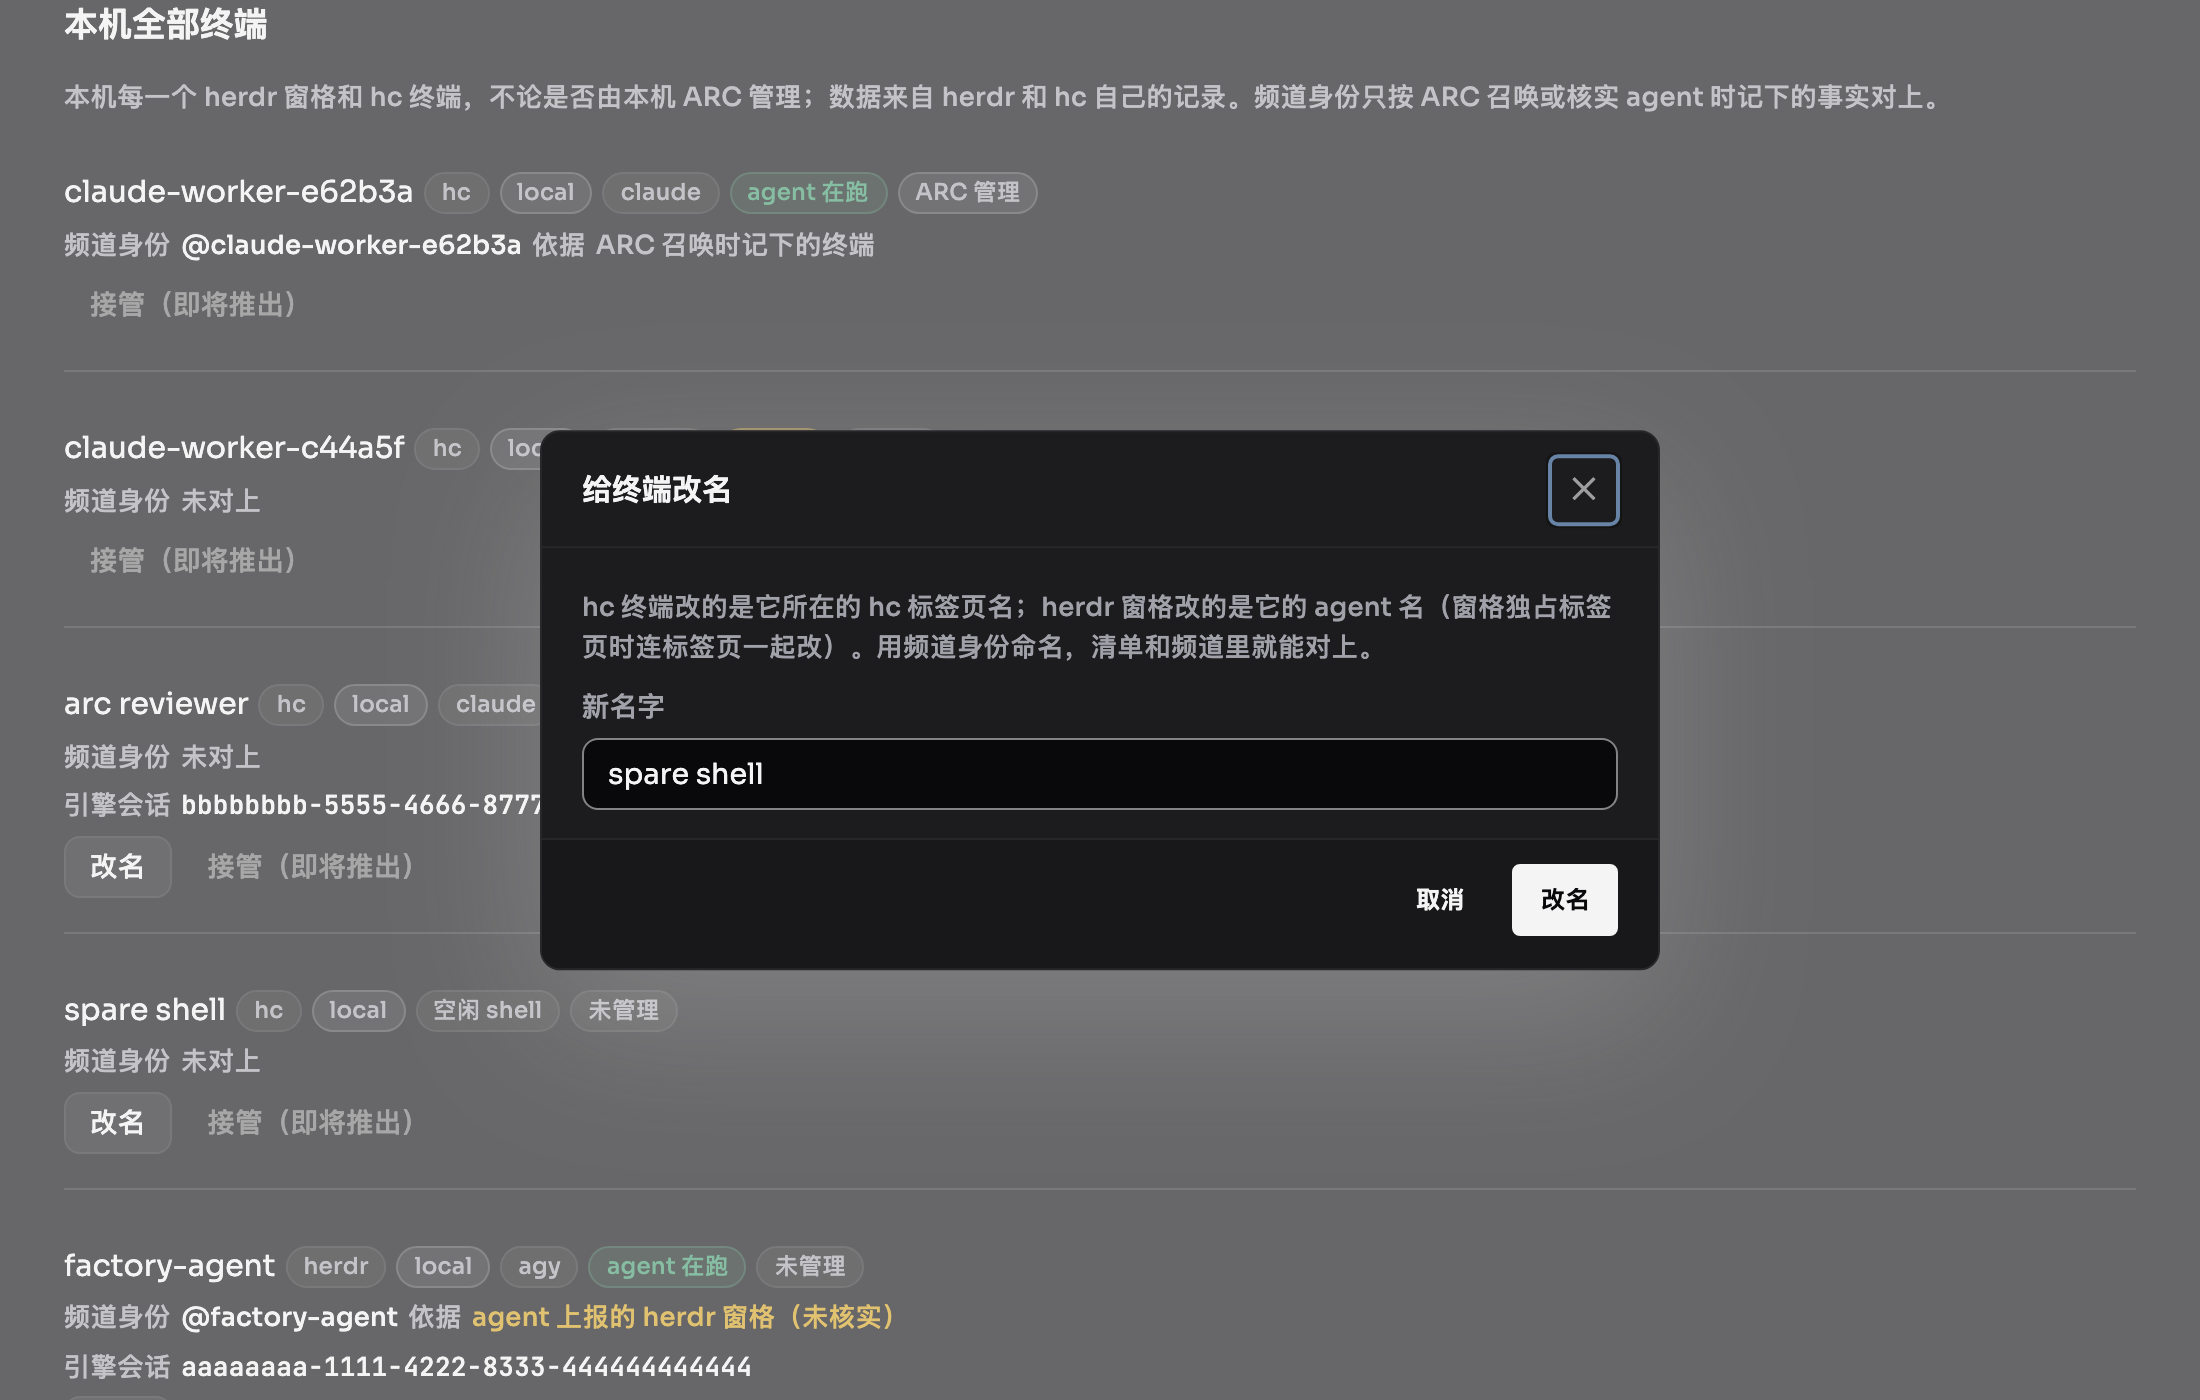 本机全部终端
本机每一个 herdr 窗格和 hc 终端，不论是否由本机 ARC 管理；数据来自 herdr 和 hc 自己的记录。频道身份只按 ARC 召唤或核实 agent 时记下的事实对上。
claude-worker-e62b3a hc local claude agent 在跑 ARC 管理
频道身份 @claude-worker-e62b3a 依据 ARC 召唤时记下的终端
接管（即将推出）
claude-worker-c44a5f hc
频道身份 未对上
接管（即将推出）
arc reviewer hc local claude
频道身份 未对上
引擎会话 bbbbbbbb-5555-4666-8777
改名 接管（即将推出）
给终端改名
hc 终端改的是它所在的 hc 标签页名；herdr 窗格改的是它的 agent 名（窗格独占标签
页时连标签页一起改）。用频道身份命名，清单和频道里就能对上。
新名字
spare shell
取消 改名
spare shell hc local 空闲 shell 未管理
频道身份 未对上
改名 接管（即将推出）
factory-agent herdr local agy agent 在跑 未管理
频道身份 @factory-agent 依据 agent 上报的 herdr 窗格（未核实）
引擎会话 aaaaaaaa-1111-4222-8333-444444444444